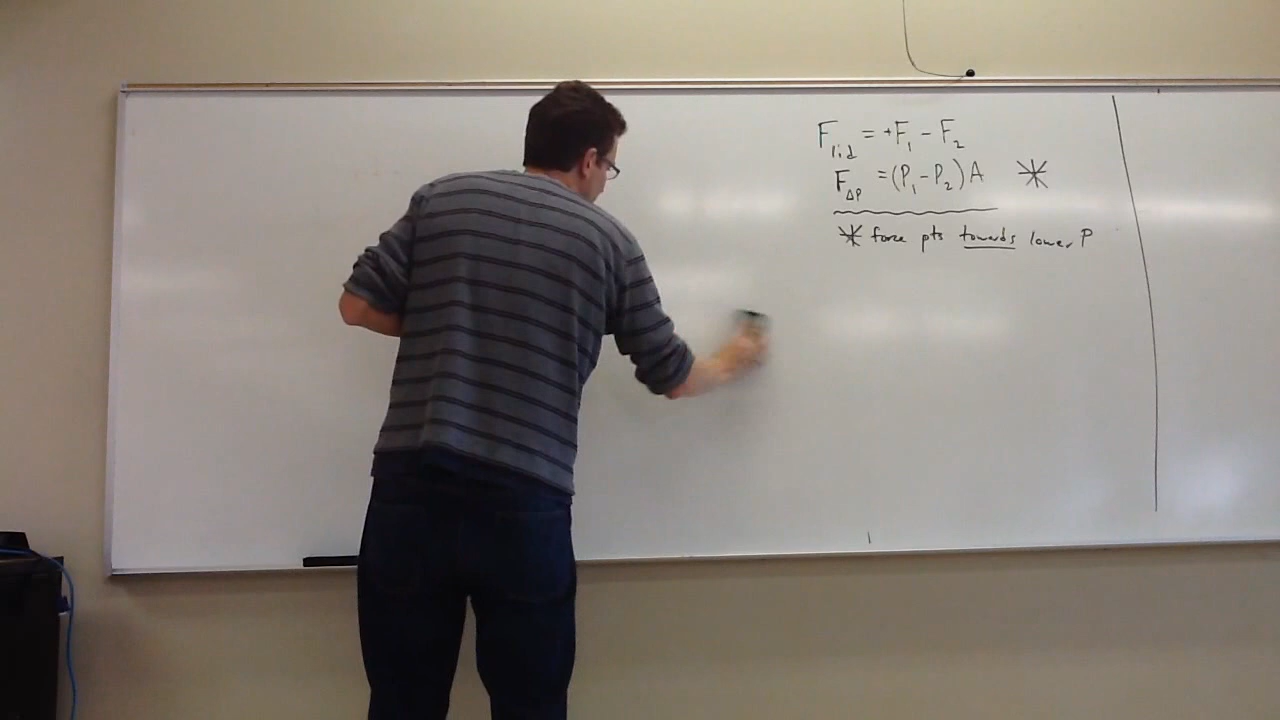 F_lid = +F₁ - F₂
F_ΔP = (P₁ - P₂) A *
* force pts towards lower P